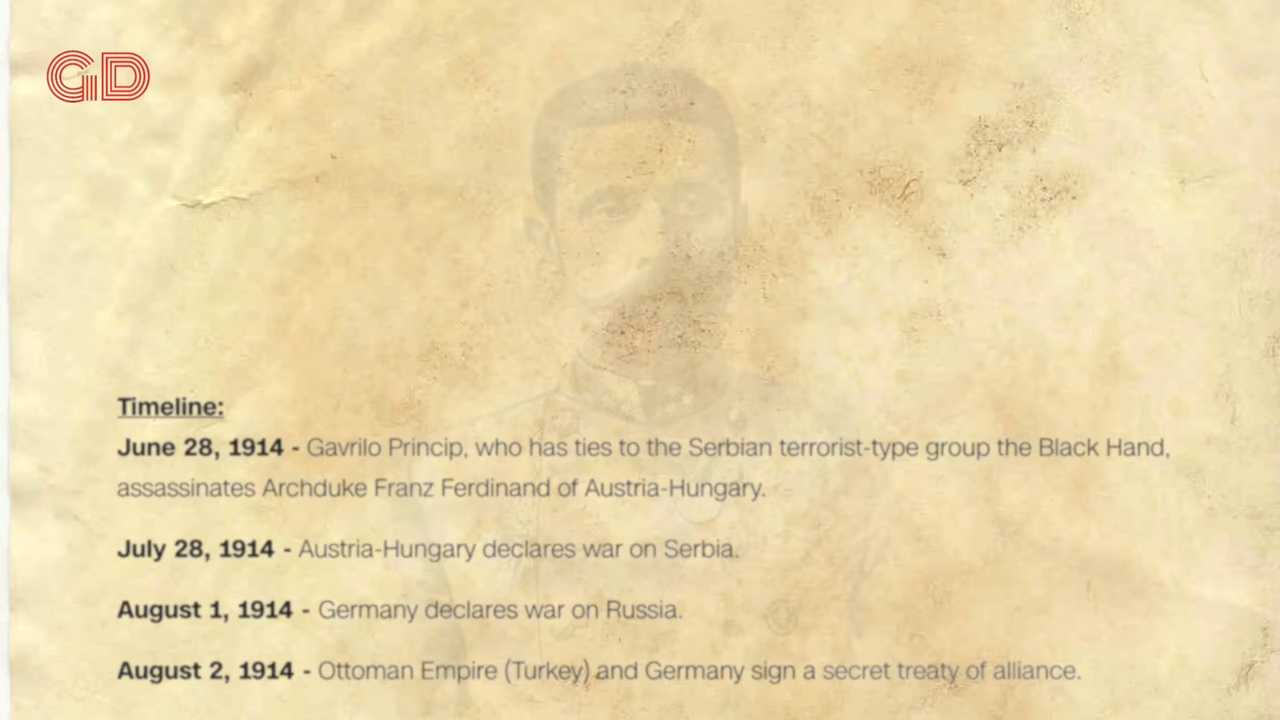 GD
Timeline:
June 28, 1914 - Gavrilo Princip, who has ties to the Serbian terrorist-type group the Black Hand,
assassinates Archduke Franz Ferdinand of Austria-Hungary.
July 28, 1914 - Austria-Hungary declares war on Serbia.
August 1, 1914 - Germany declares war on Russia.
August 2, 1914 - Ottoman Empire (Turkey) and Germany sign a secret treaty of alliance.